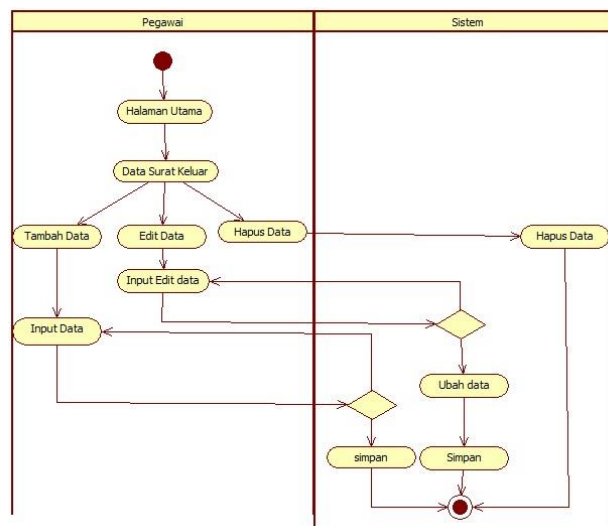 Pegawai
Sistem
Halaman Utama
Data Surat Keluar
Tambah Data
Edit Data
Hapus Data
Hapus Data
Input Edit data
Input Data
Ubah data
simpan
Simpan